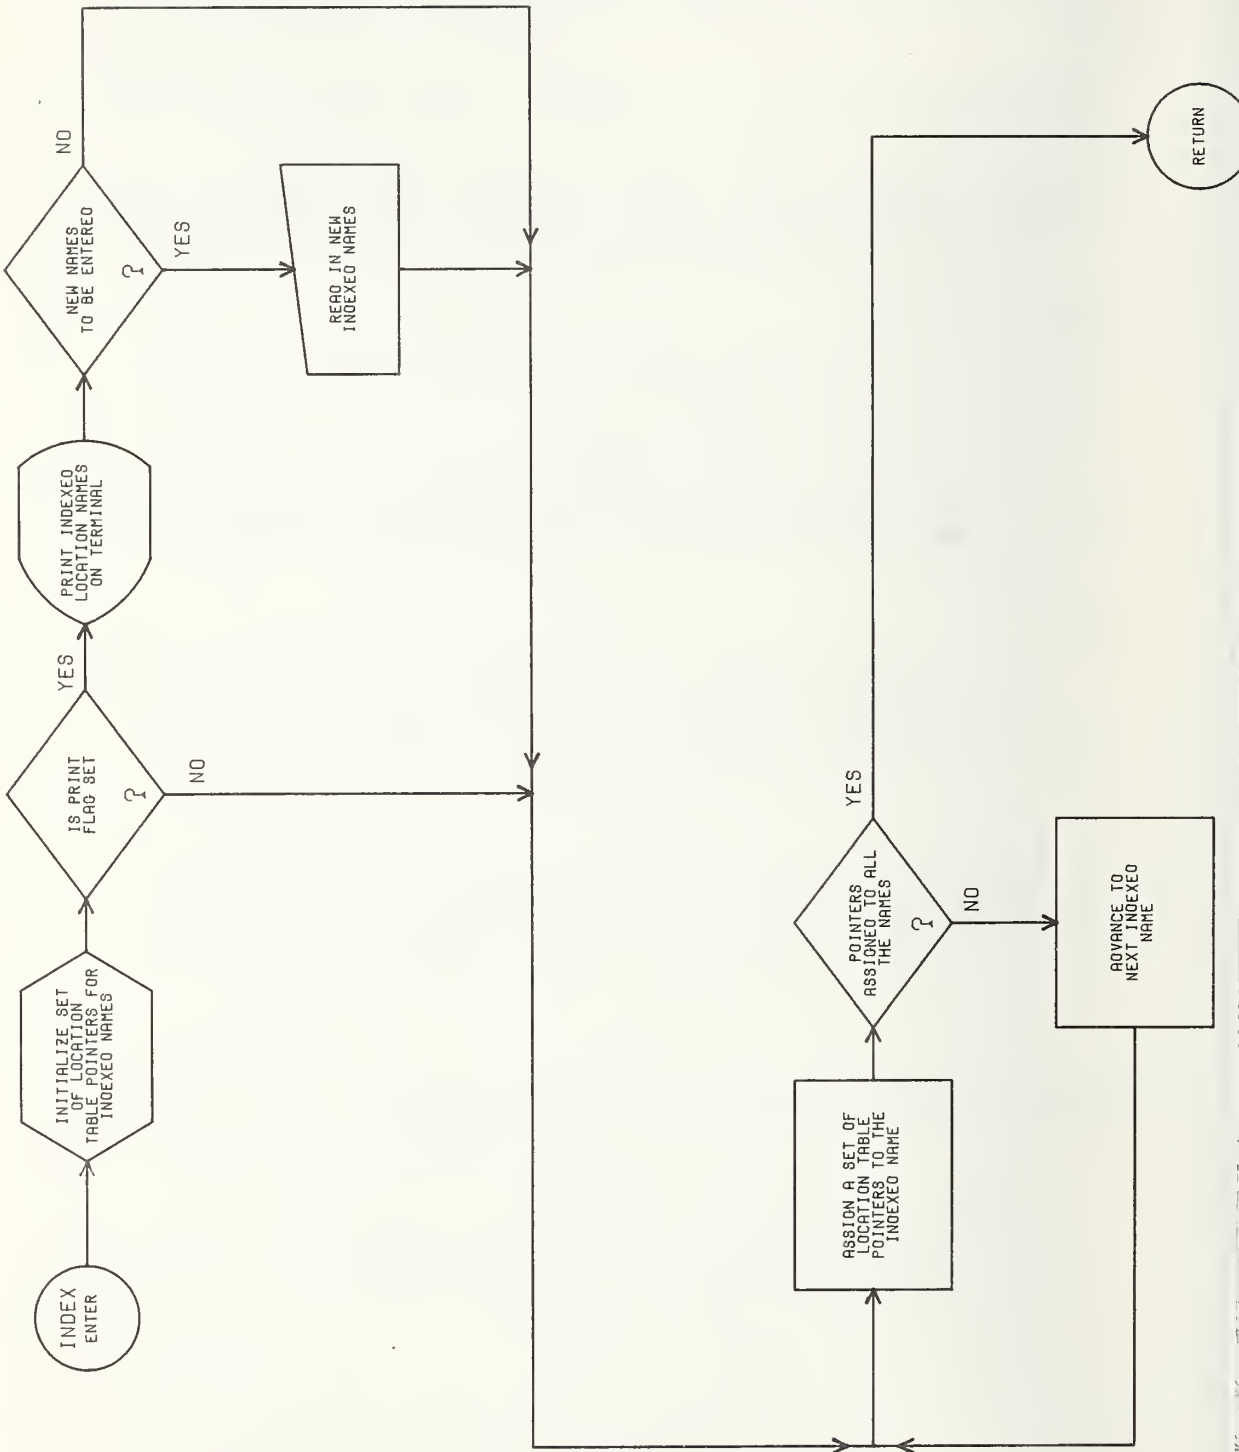 INDEX
ENTER
INITIALIZE SET
OF LOCATION
TABLE POINTERS FOR
INDEXED NAMES
IS PRINT
FLAG SET
?
YES
NO
PRINT INDEXED
LOCATION NAMES
ON TERMINAL
NEW NAMES
TO BE ENTERED
?
NO
YES
READ IN NEW
INDEXED NAMES
ASSIGN A SET OF
LOCATION TABLE
POINTERS TO THE
INDEXED NAME
POINTERS
ASSIGNED TO ALL
THE NAMES
?
YES
NO
ADVANCE TO
NEXT INDEXED
NAME
RETURN